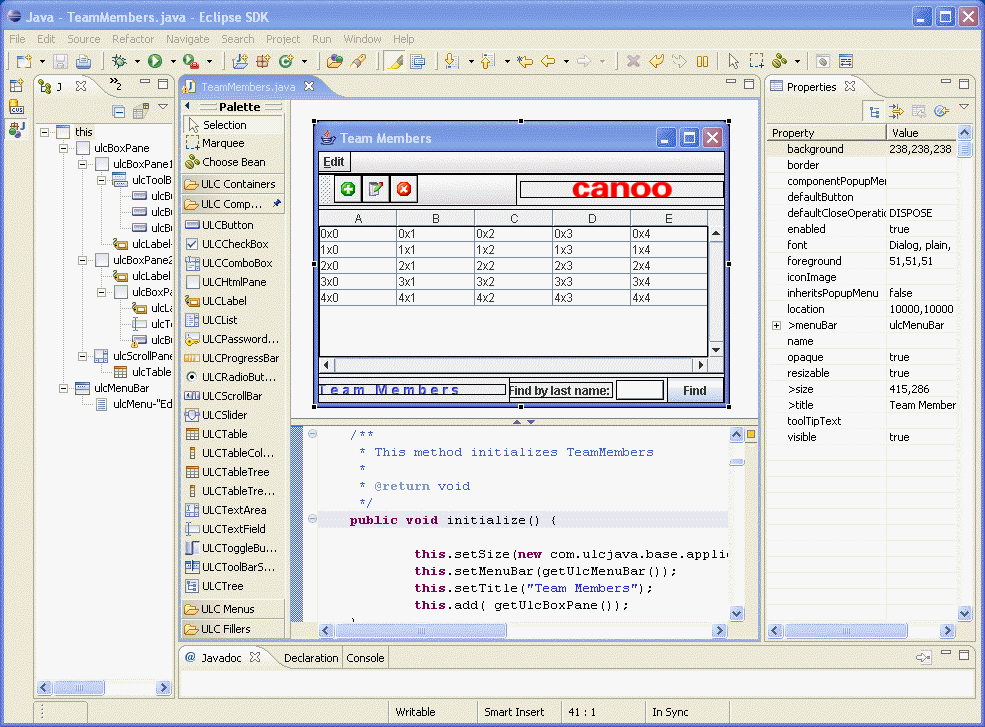 Java - TeamMembers.java - Eclipse SDK
File Edit Source Refactor Navigate Search Project Run Window Help
J
2
this
ulcBoxPane
ulcBoxPane1
ulcToolB
ulcBu
ulcBu
ulcBu
ulcLabel
ulcBoxPane2
ulcLabel
ulcBoxPa
ulcLa
ulcTe
ulcBu
ulcScrollPane
ulcTable
ulcMenuBar
ulcMenu-"Ed
TeamMembers.java
Palette
Selection
Marquee
Choose Bean
ULC Containers
ULC Comp...
ULCButton
ULCCheckBox
ULCComboBox
ULCHtmlPane
ULCLabel
ULCList
ULCPassword...
ULCProgressBar
ULCRadioBut...
ULCScrollBar
ULCSlider
ULCTable
ULCTableCol...
ULCTableTree
ULCTableTre...
ULCTextArea
ULCTextField
ULCToggleBu...
ULCToolBarS...
ULCTree
ULC Menus
ULC Fillers
Team Members
Edit
canoo
A B C D E
0x0 0x1 0x2 0x3 0x4
1x0 1x1 1x2 1x3 1x4
2x0 2x1 2x2 2x3 2x4
3x0 3x1 3x2 3x3 3x4
4x0 4x1 4x2 4x3 4x4
Team Members Find by last name: Find
/**
* This method initializes TeamMembers
*
* @return void
*/
public void initialize() {
this.setSize(new com.ulcjava.base.appli
this.setMenuBar(getUlcMenuBar());
this.setTitle("Team Members");
this.add( getUlcBoxPane());
Properties
Property Value
background 238,238,238
border
componentPopupMen
defaultButton
defaultCloseOperatio DISPOSE
enabled true
font Dialog, plain,
foreground 51,51,51
iconImage
inheritsPopupMenu false
location 10000,10000
>menuBar ulcMenuBar
name
opaque true
resizable true
>size 415,286
>title Team Member
toolTipText
visible true
@ Javadoc Declaration Console
Writable Smart Insert 41 : 1 In Sync